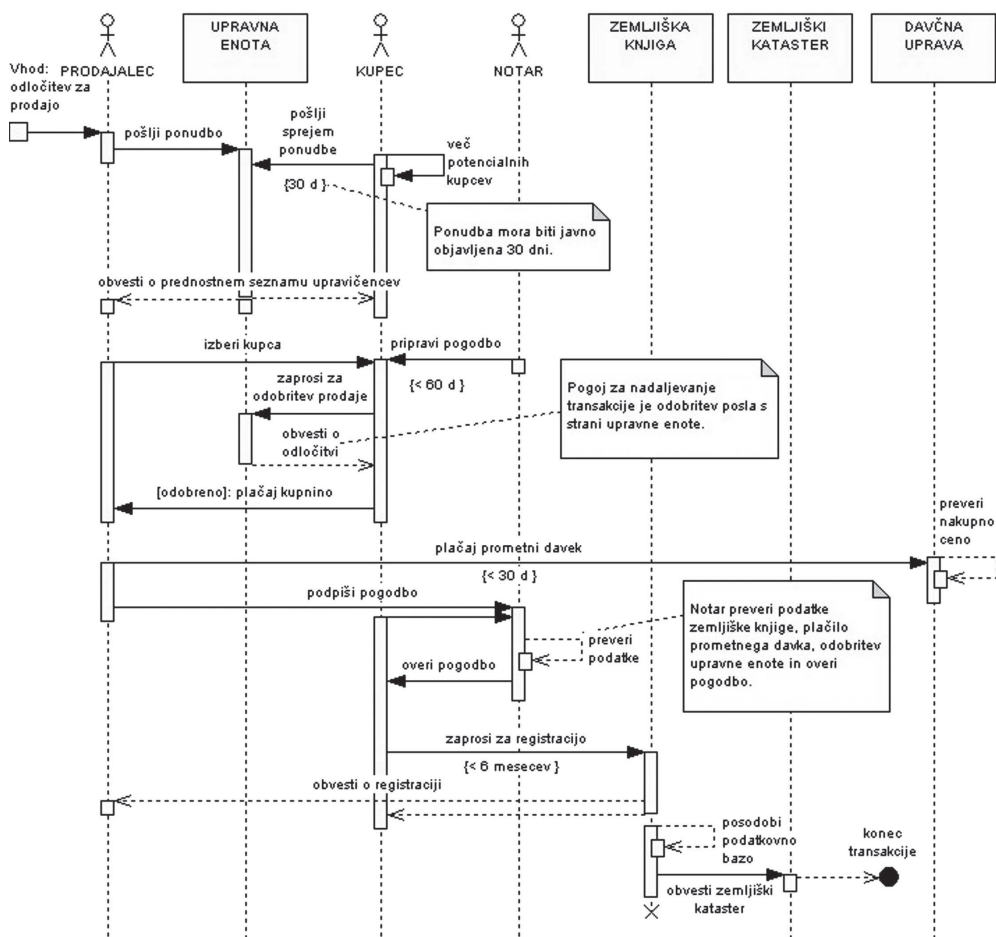 UPRAVNA
ENOTA
ZEMLJIŠKA
KNJIGA
ZEMLJIŠKI
KATASTER
DAVČNA
UPRAVA
Vhod:
odločitev za
prodajo
PRODAJALEC
KUPEC
NOTAR
pošlji ponudbo
pošlji
sprejem
ponudbe
več
potencialnih
kupcev
{30 d }
Ponudba mora biti javno
objavljena 30 dni.
obvesti o prednostnem seznamu upravičencev
izberi kupca
pripravi pogodbo
{< 60 d }
zaprosi za
odobritev prodaje
Pogoj za nadaljevanje
transakcije je odobritev posla s
strani upravne enote.
obvesti o
odločitvi
[odobreno]: plačaj kupnino
preveri
nakupno
ceno
plačaj prometni davek
{< 30 d }
podpiši pogodbo
Notar preveri podatke
zemljiške knjige, plačilo
prometnega davka, odobritev
upravne enote in overi
pogodbo.
preveri
podatke
overi pogodbo
zaprosi za registracijo
{< 6 mesecev }
obvesti o registraciji
posodobi
podatkovno
bazo
konec
transakcije
obvesti zemljiški
kataster